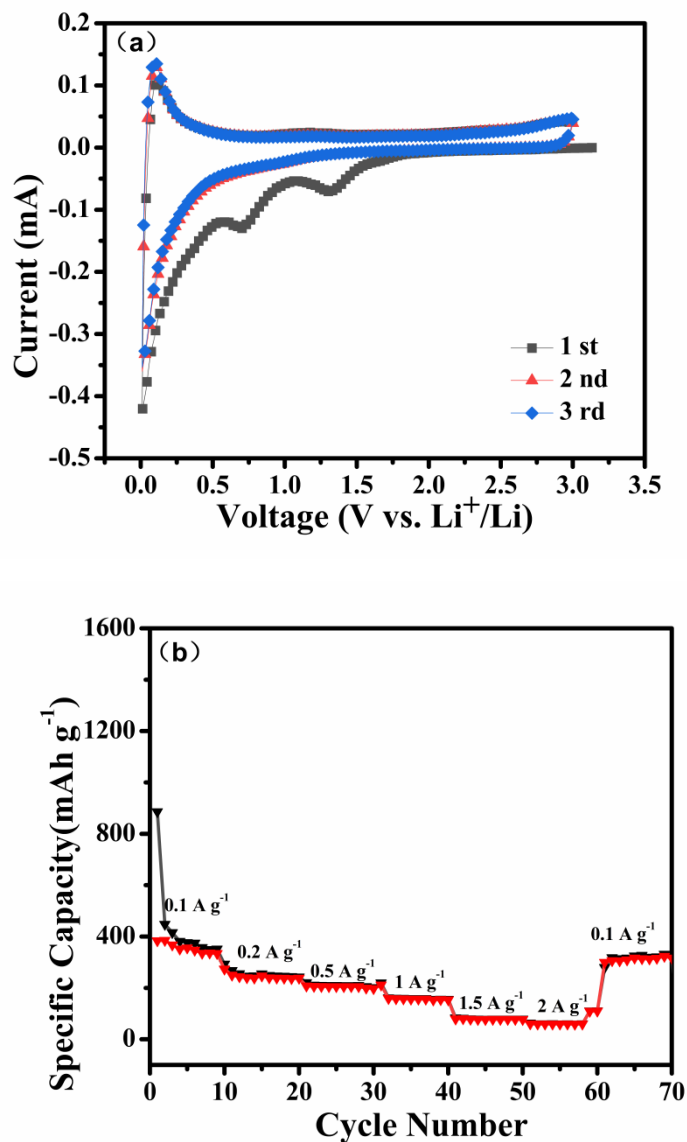 （a）
0.2
0.1
0.0
-0.1
-0.2
-0.3
-0.4
-0.5
Current (mA)
1 st
2 nd
3 rd
0.0 0.5 1.0 1.5 2.0 2.5 3.0 3.5
Voltage (V vs. Li⁺/Li)
（b）
1600
1200
800
400
0
Specific Capacity(mAh g⁻¹)
0.1 A g⁻¹
0.2 A g⁻¹
0.5 A g⁻¹
1 A g⁻¹
1.5 A g⁻¹
2 A g⁻¹
0.1 A g⁻¹
0 10 20 30 40 50 60 70
Cycle Number